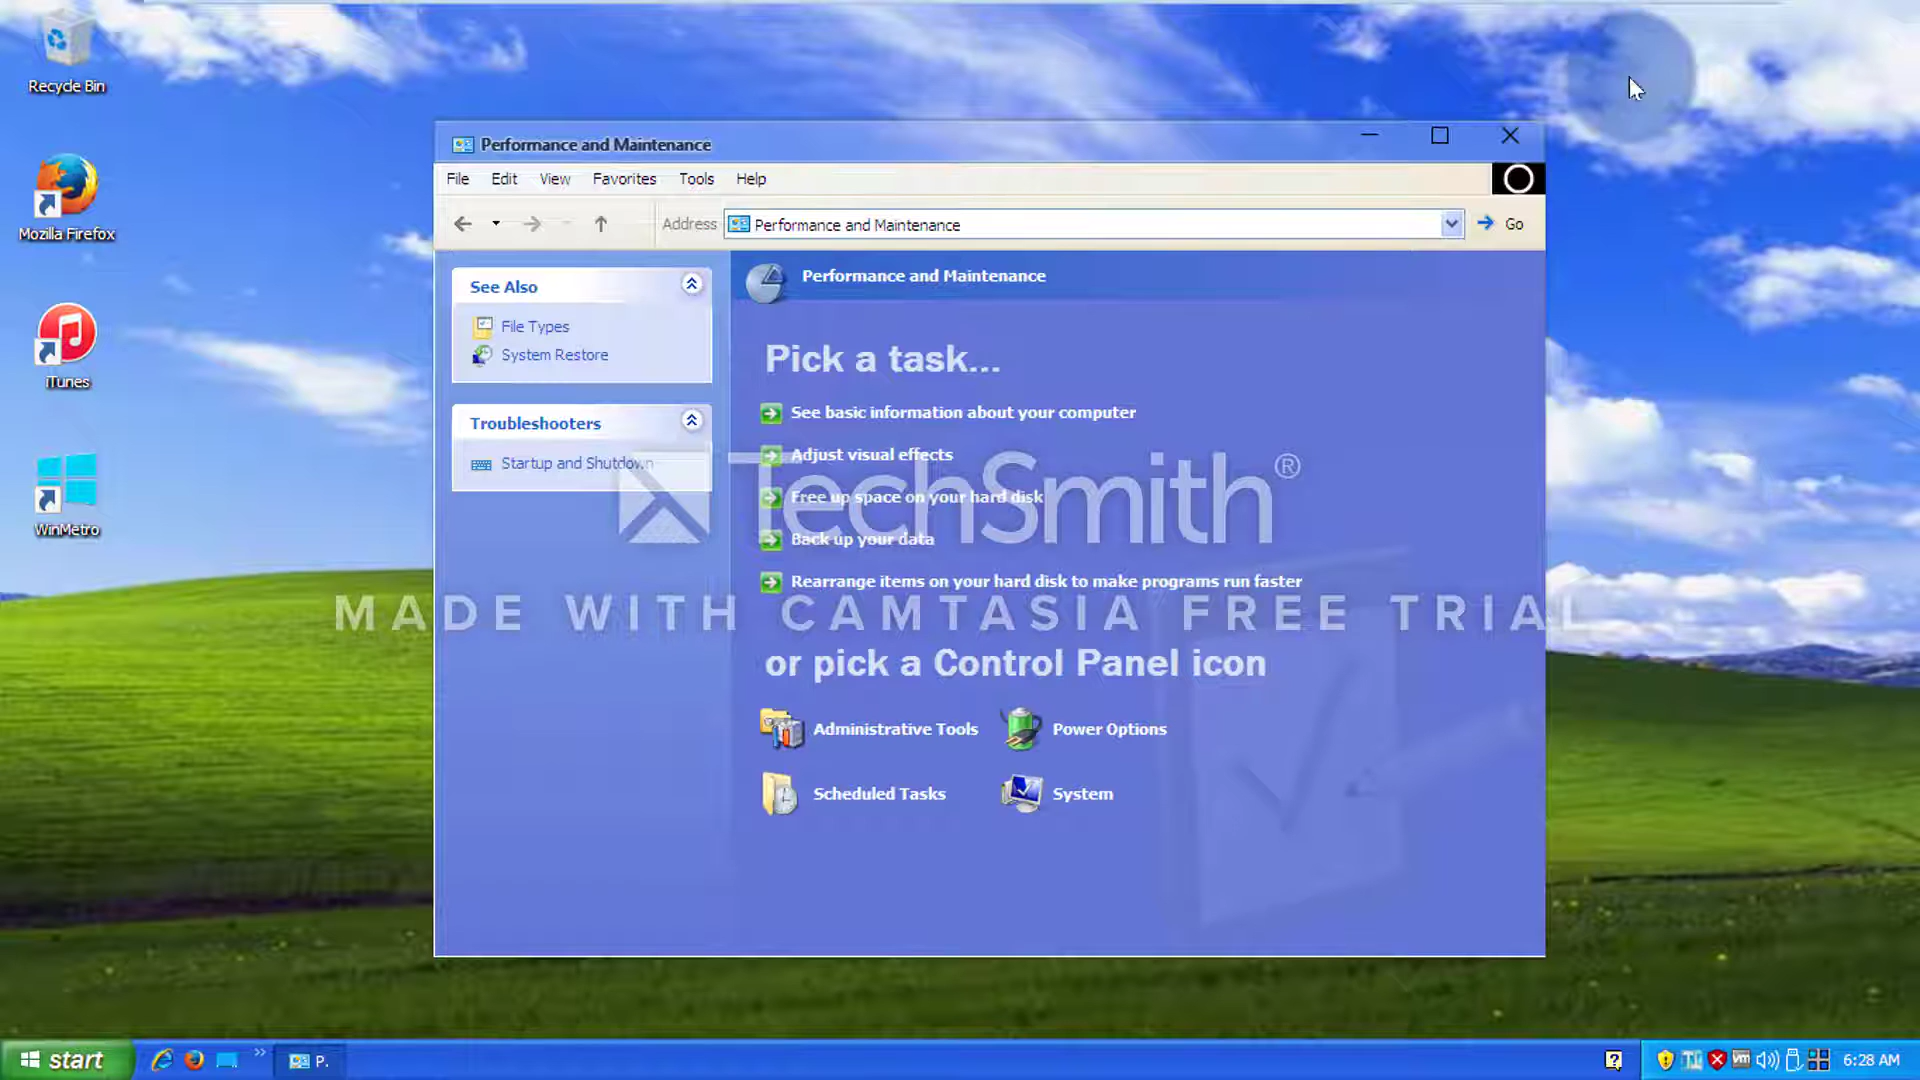 Recycle Bin
Mozilla Firefox
iTunes
WinMetro
Performance and Maintenance
File Edit View Favorites Tools Help
Address Performance and Maintenance Go
See Also
File Types
System Restore
Troubleshooters
Startup and Shutdown
Performance and Maintenance
Pick a task...
See basic information about your computer
Adjust visual effects
Free up space on your hard disk
Back up your data
Rearrange items on your hard disk to make programs run faster
TechSmith®
MADE WITH CAMTASIA FREE TRIAL
or pick a Control Panel icon
Administrative Tools Power Options
Scheduled Tasks System
start
P.
vm
6:28 AM